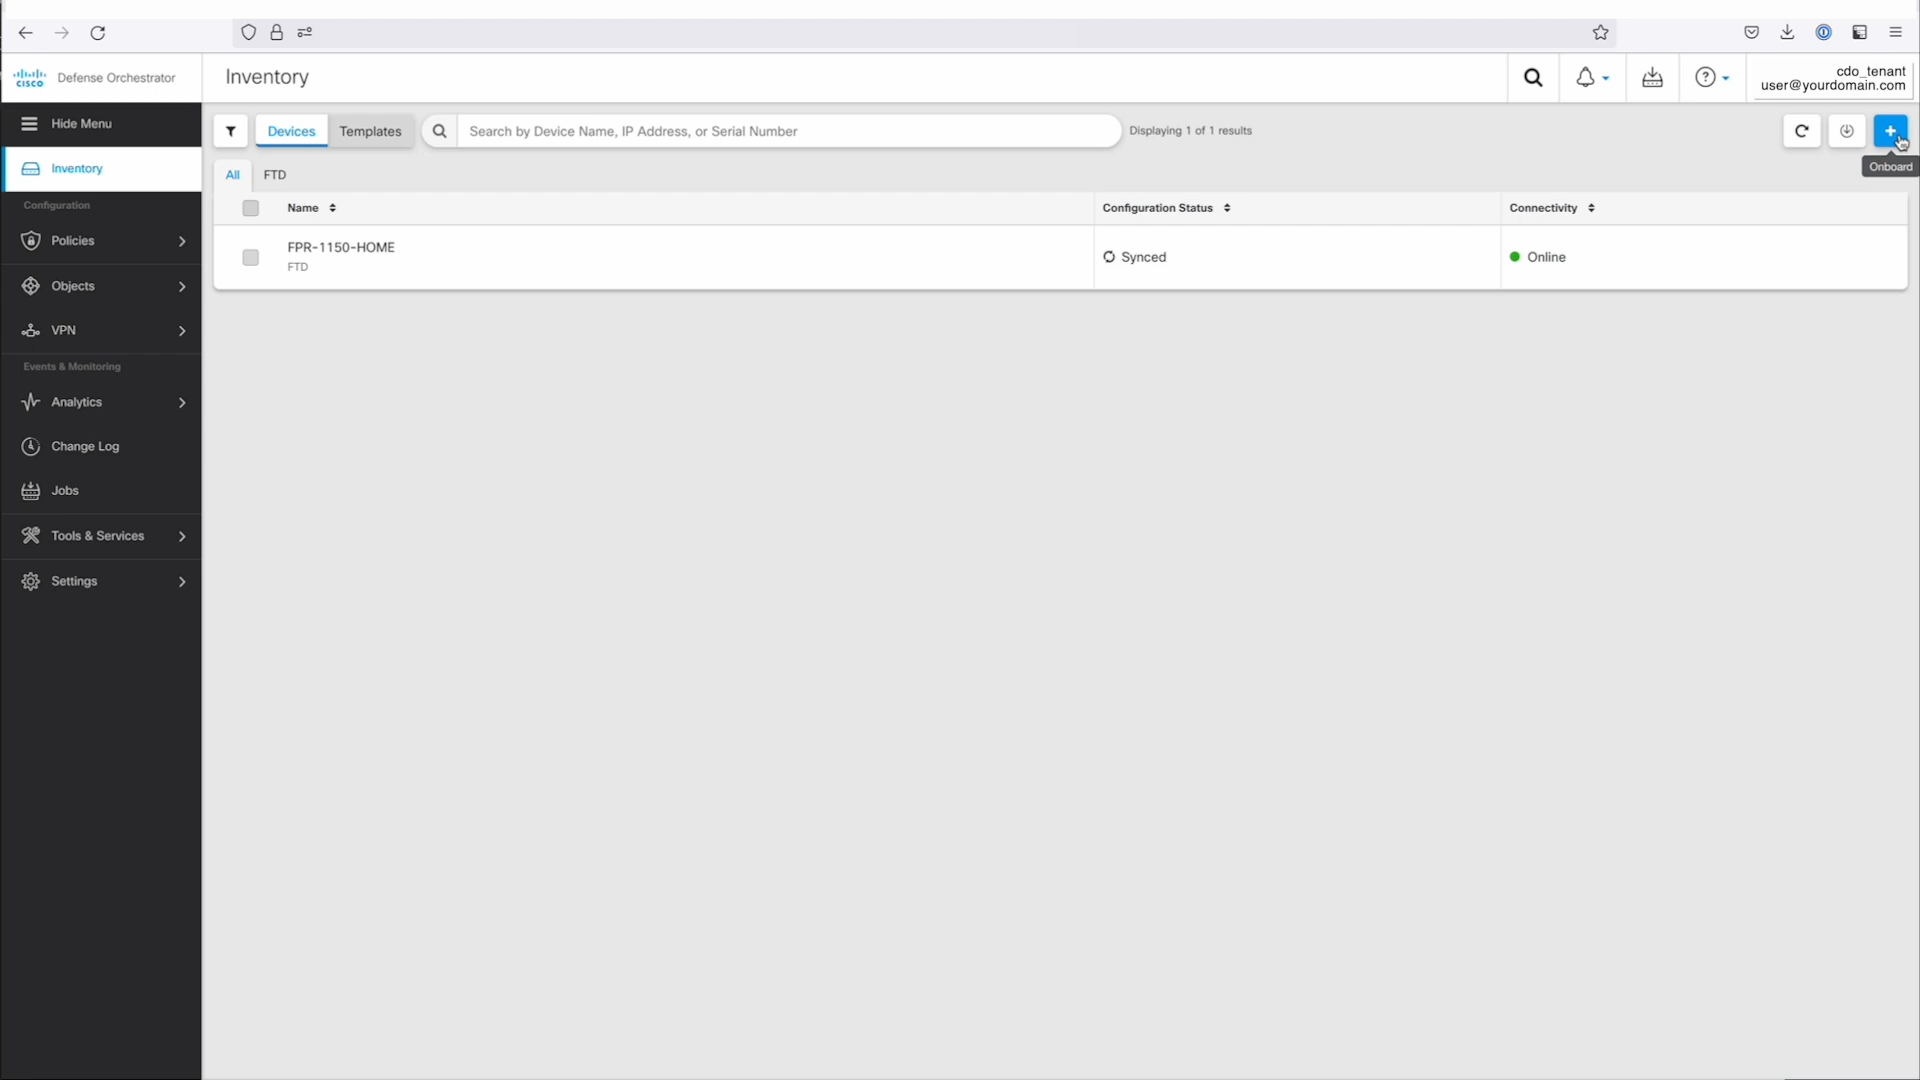 CISCO
Defense Orchestrator
Inventory
cdo_tenant
user@yourdomain.com
Hide Menu
Devices
Templates
Search by Device Name, IP Address, or Serial Number
Displaying 1 of 1 results
Onboard
Inventory
All
FTD
Configuration
Name
Configuration Status
Connectivity
Policies
FPR-1150-HOME
FTD
Synced
Online
Objects
VPN
Events & Monitoring
Analytics
Change Log
Jobs
Tools & Services
Settings